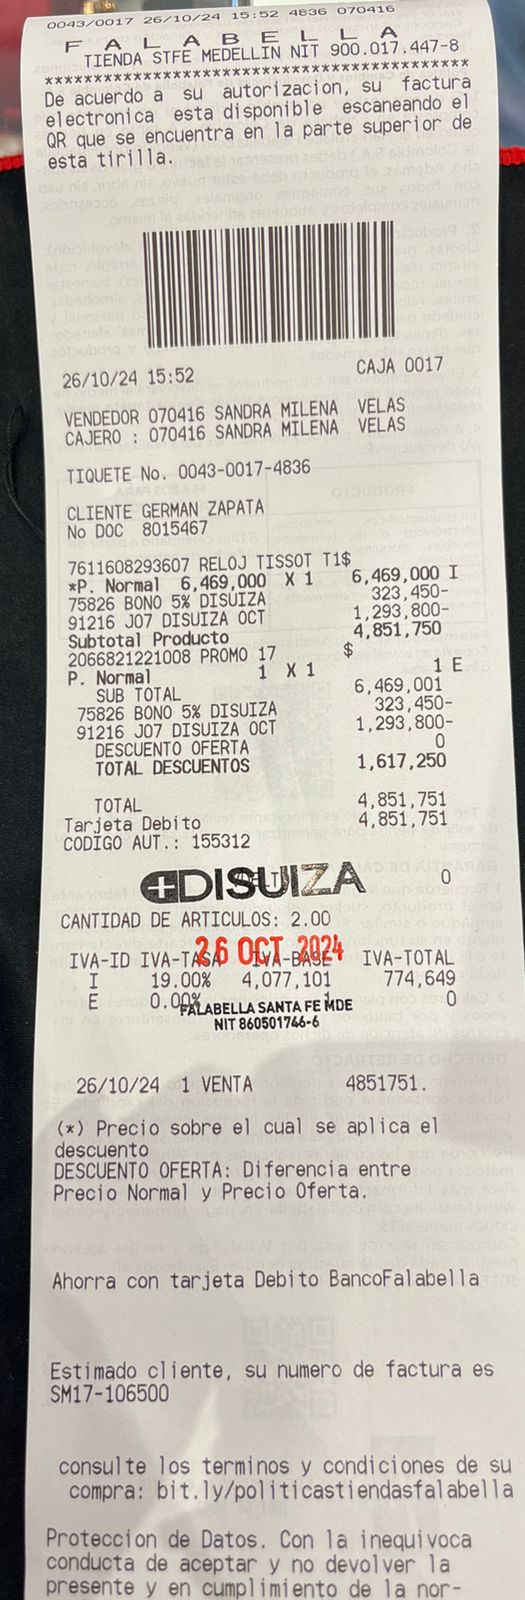 0043/0017 26/10/24 15:52 4836 070416
F A L A B E L L A
TIENDA STFE MEDELLIN NIT 900.017.447-8
******************************************
De acuerdo a su autorizacion, su factura
electronica esta disponible escaneando el
QR que se encuentra en la parte superior de
esta tirilla.
26/10/24 15:52 CAJA 0017
VENDEDOR 070416 SANDRA MILENA VELAS
CAJERO : 070416 SANDRA MILENA VELAS
TIQUETE No. 0043-0017-4836
CLIENTE GERMAN ZAPATA
No DOC 8015467
7611608293607 RELOJ TISSOT T1$
*P. Normal 6,469,000 X 1 6,469,000 I
75826 BONO 5% DISUIZA 323,450-
91216 JO7 DISUIZA OCT 1,293,800-
Subtotal Producto 4,851,750
2066821221008 PROMO 17 $
P. Normal 1 X 1 1 E
SUB TOTAL 6,469,001
75826 BONO 5% DISUIZA 323,450-
91216 JO7 DISUIZA OCT 1,293,800-
DESCUENTO OFERTA 0
TOTAL DESCUENTOS 1,617,250
TOTAL 4,851,751
Tarjeta Debito 4,851,751
CODIGO AUT.: 155312
DISUIZA 0
CANTIDAD DE ARTICULOS: 2.00
26 OCT 2024
IVA-ID IVA-TASA IVA-BASE IVA-TOTAL
I 19.00% 4,077,101 774,649
E 0.00% 1 0
FALABELLA SANTA FE MDE
NIT 860501746-6
26/10/24 1 VENTA 4851751.
(*) Precio sobre el cual se aplica el
descuento
DESCUENTO OFERTA: Diferencia entre
Precio Normal y Precio Oferta.
Ahorra con tarjeta Debito BancoFalabella
Estimado cliente, su numero de factura es
SM17-106500
consulte los terminos y condiciones de su
compra: bit.ly/politicastiendasfalabella
Proteccion de Datos. Con la inequivoca
conducta de aceptar y no devolver la
presente y en cumplimiento de la nor-